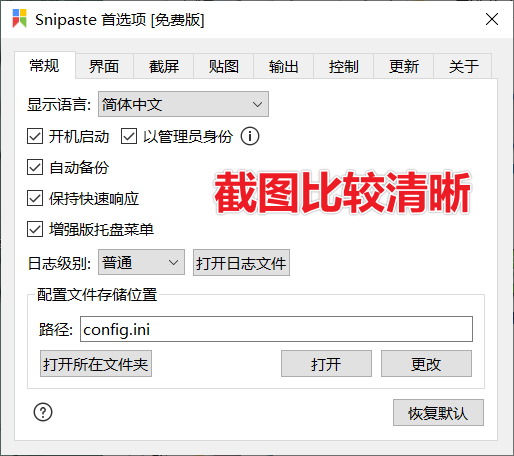 Snipaste 首选项 [免费版]
常规 界面 截屏 贴图 输出 控制 更新 关于
显示语言: 简体中文
开机启动 以管理员身份
自动备份
保持快速响应
截图比较清晰
增强版托盘菜单
日志级别: 普通 打开日志文件
配置文件存储位置
路径: config.ini
打开所在文件夹 打开 更改
恢复默认